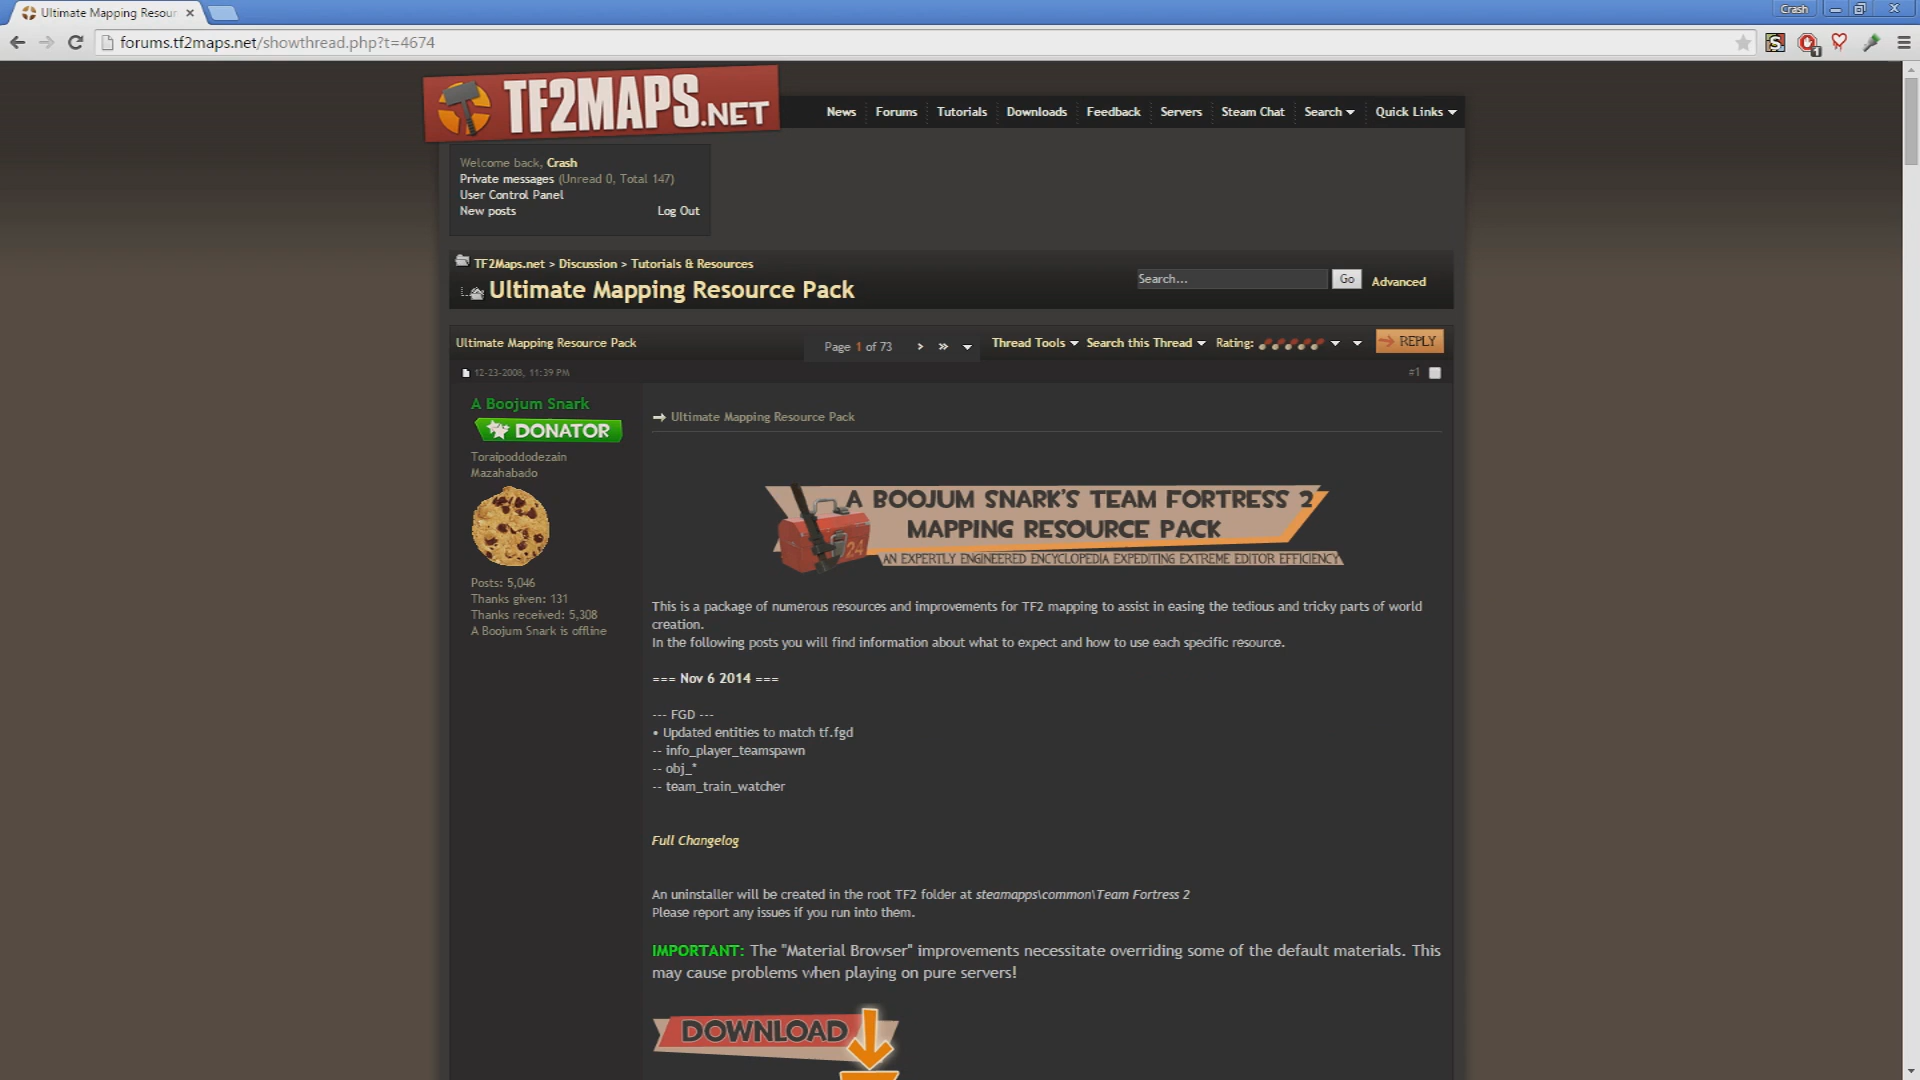 Ultimate Mapping Resour
Crash
forums.tf2maps.net/showthread.php?t=4674
S
1
TF2MAPS.NET
News
Forums
Tutorials
Downloads
Feedback
Servers
Steam Chat
Search
Quick Links
Welcome back, Crash
Private messages (Unread 0, Total 147)
User Control Panel
New posts
Log Out
TF2Maps.net > Discussion > Tutorials & Resources
Ultimate Mapping Resource Pack
Search...
Go
Advanced
Ultimate Mapping Resource Pack
Page 1 of 73
> »
Thread Tools
Search this Thread
Rating:
REPLY
12-23-2008, 11:39 PM
#1
A Boojum Snark
DONATOR
Toraipoddodezain
Mazahabado
Posts: 5,046
Thanks given: 131
Thanks received: 5,308
A Boojum Snark is offline
Ultimate Mapping Resource Pack
A BOOJUM SNARK'S TEAM FORTRESS 2
MAPPING RESOURCE PACK
AN EXPERTLY ENGINEERED ENCYCLOPEDIA EXPEDITING EXTREME EDITOR EFFICIENCY
24
This is a package of numerous resources and improvements for TF2 mapping to assist in easing the tedious and tricky parts of world
creation.
In the following posts you will find information about what to expect and how to use each specific resource.
=== Nov 6 2014 ===
--- FGD ---
• Updated entities to match tf.fgd
-- info_player_teamspawn
-- obj_*
-- team_train_watcher
Full Changelog
An uninstaller will be created in the root TF2 folder at steamapps\common\Team Fortress 2
Please report any issues if you run into them.
IMPORTANT: The "Material Browser" improvements necessitate overriding some of the default materials. This
may cause problems when playing on pure servers!
DOWNLOAD